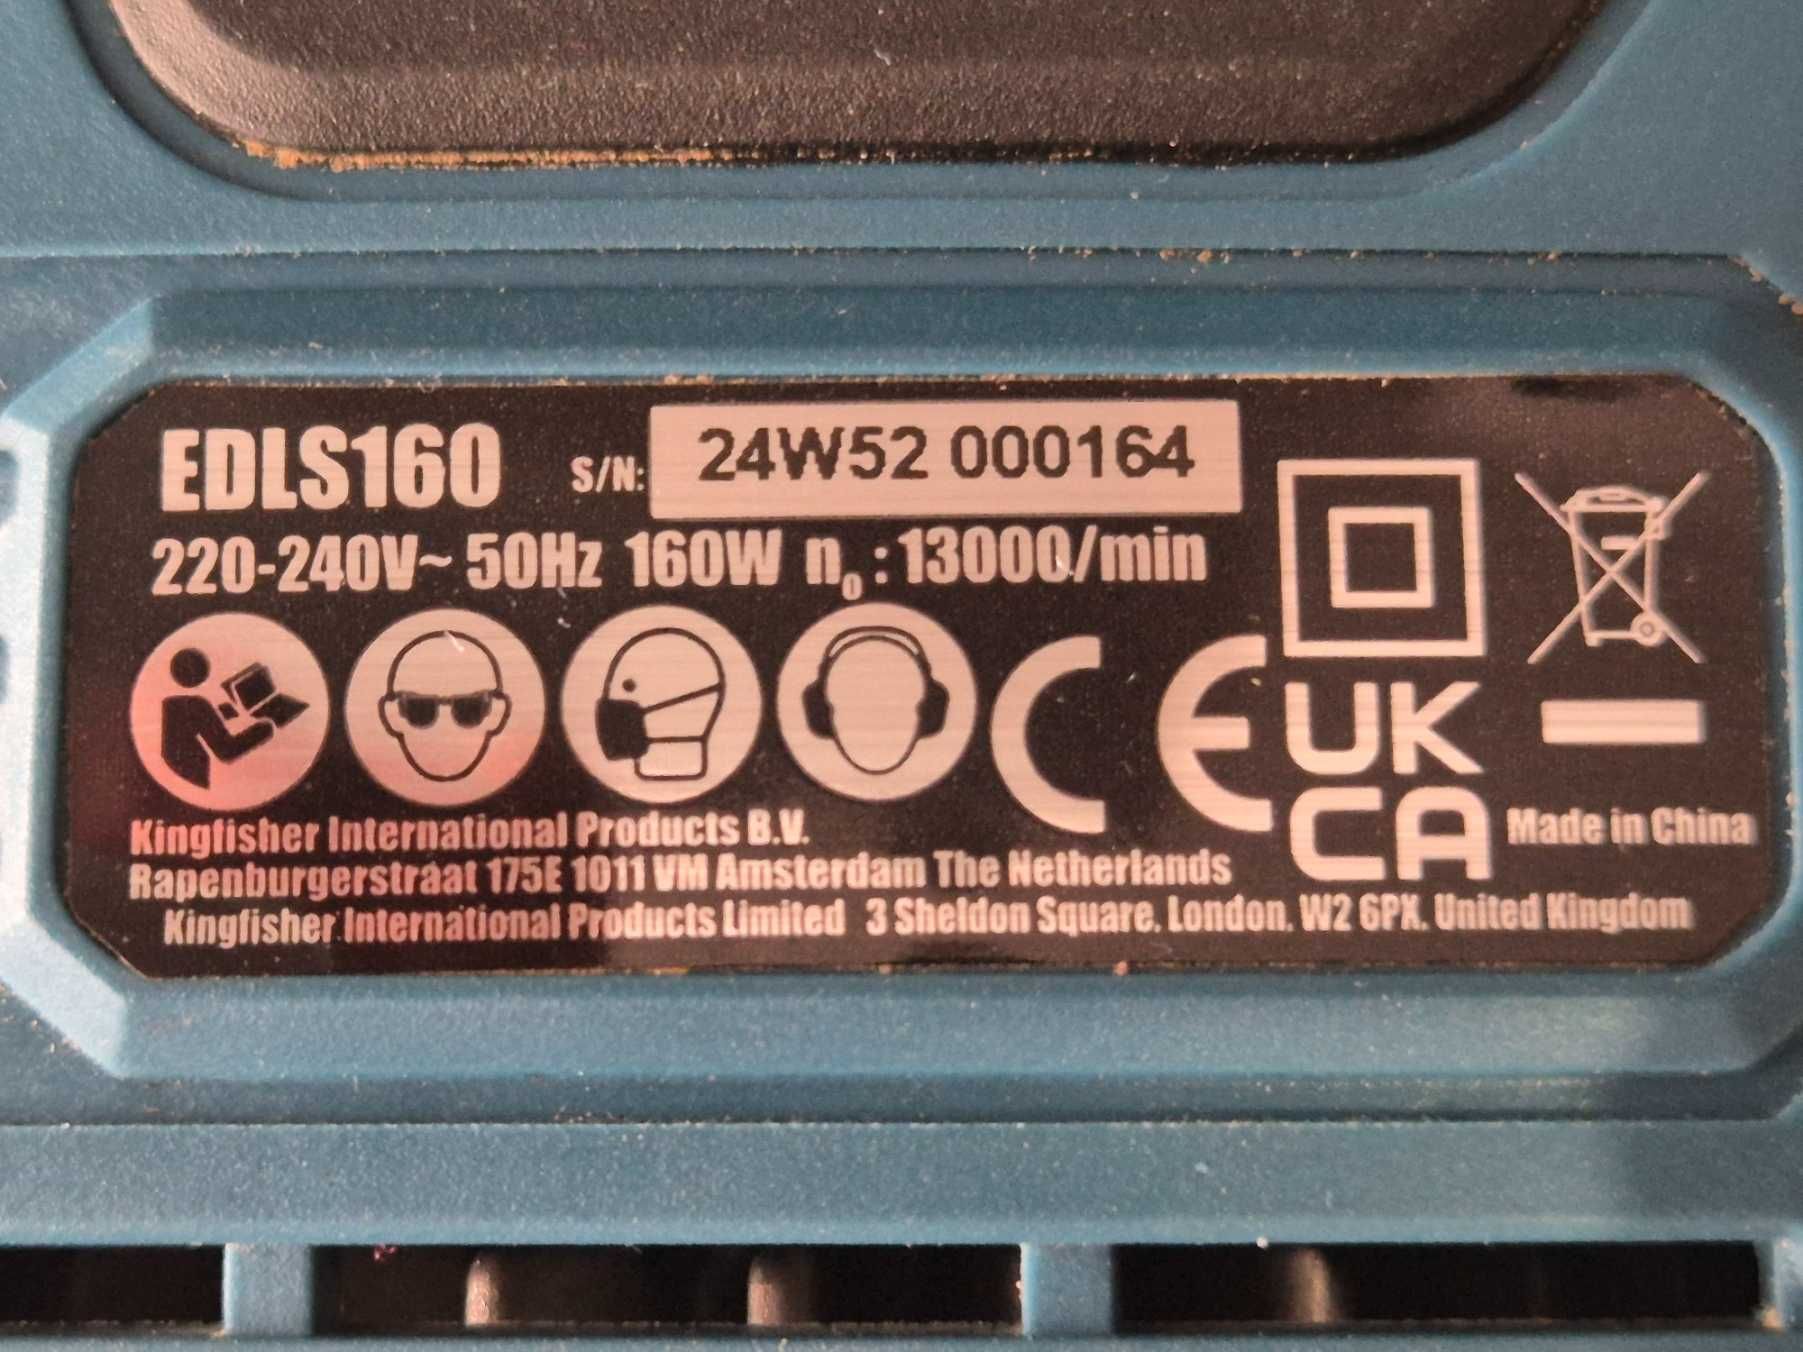 EDLS160 S/N: 24W52 000164
220-240V~ 50Hz 160W n₀ : 13000/min
CE
UK
CA
Made in China
Kingfisher International Products B.V.
Rapenburgerstraat 175E 1011 VM Amsterdam The Netherlands
Kingfisher International Products Limited 3 Sheldon Square, London, W2 6PX, United Kingdom